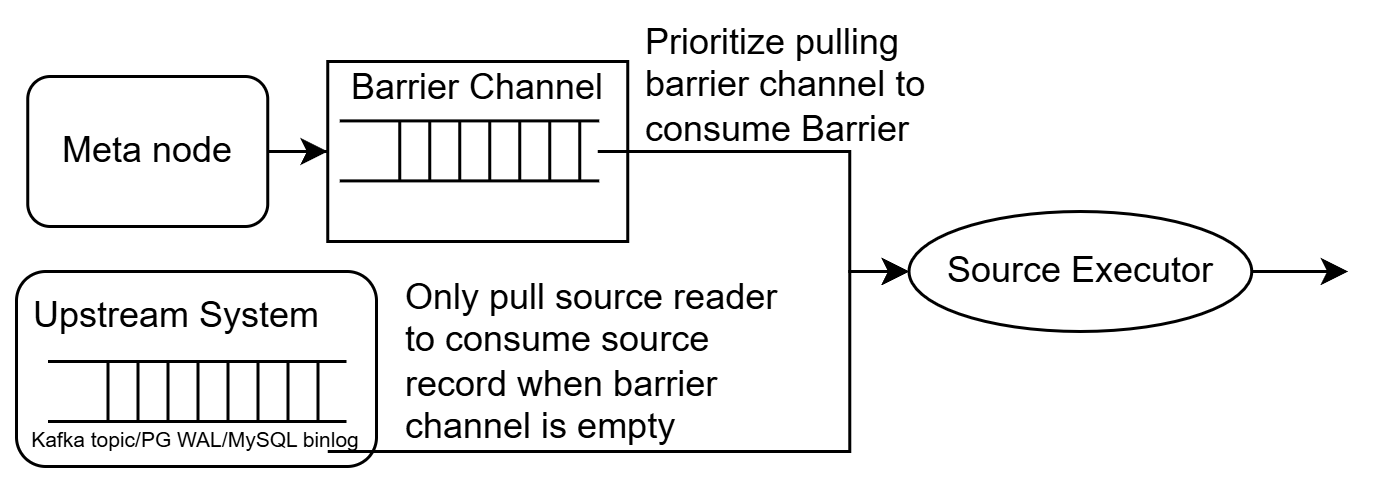 Meta node
Barrier Channel
Prioritize pulling
barrier channel to
consume Barrier
Upstream System
Kafka topic/PG WAL/MySQL binlog
Only pull source reader
to consume source
record when barrier
channel is empty
Source Executor